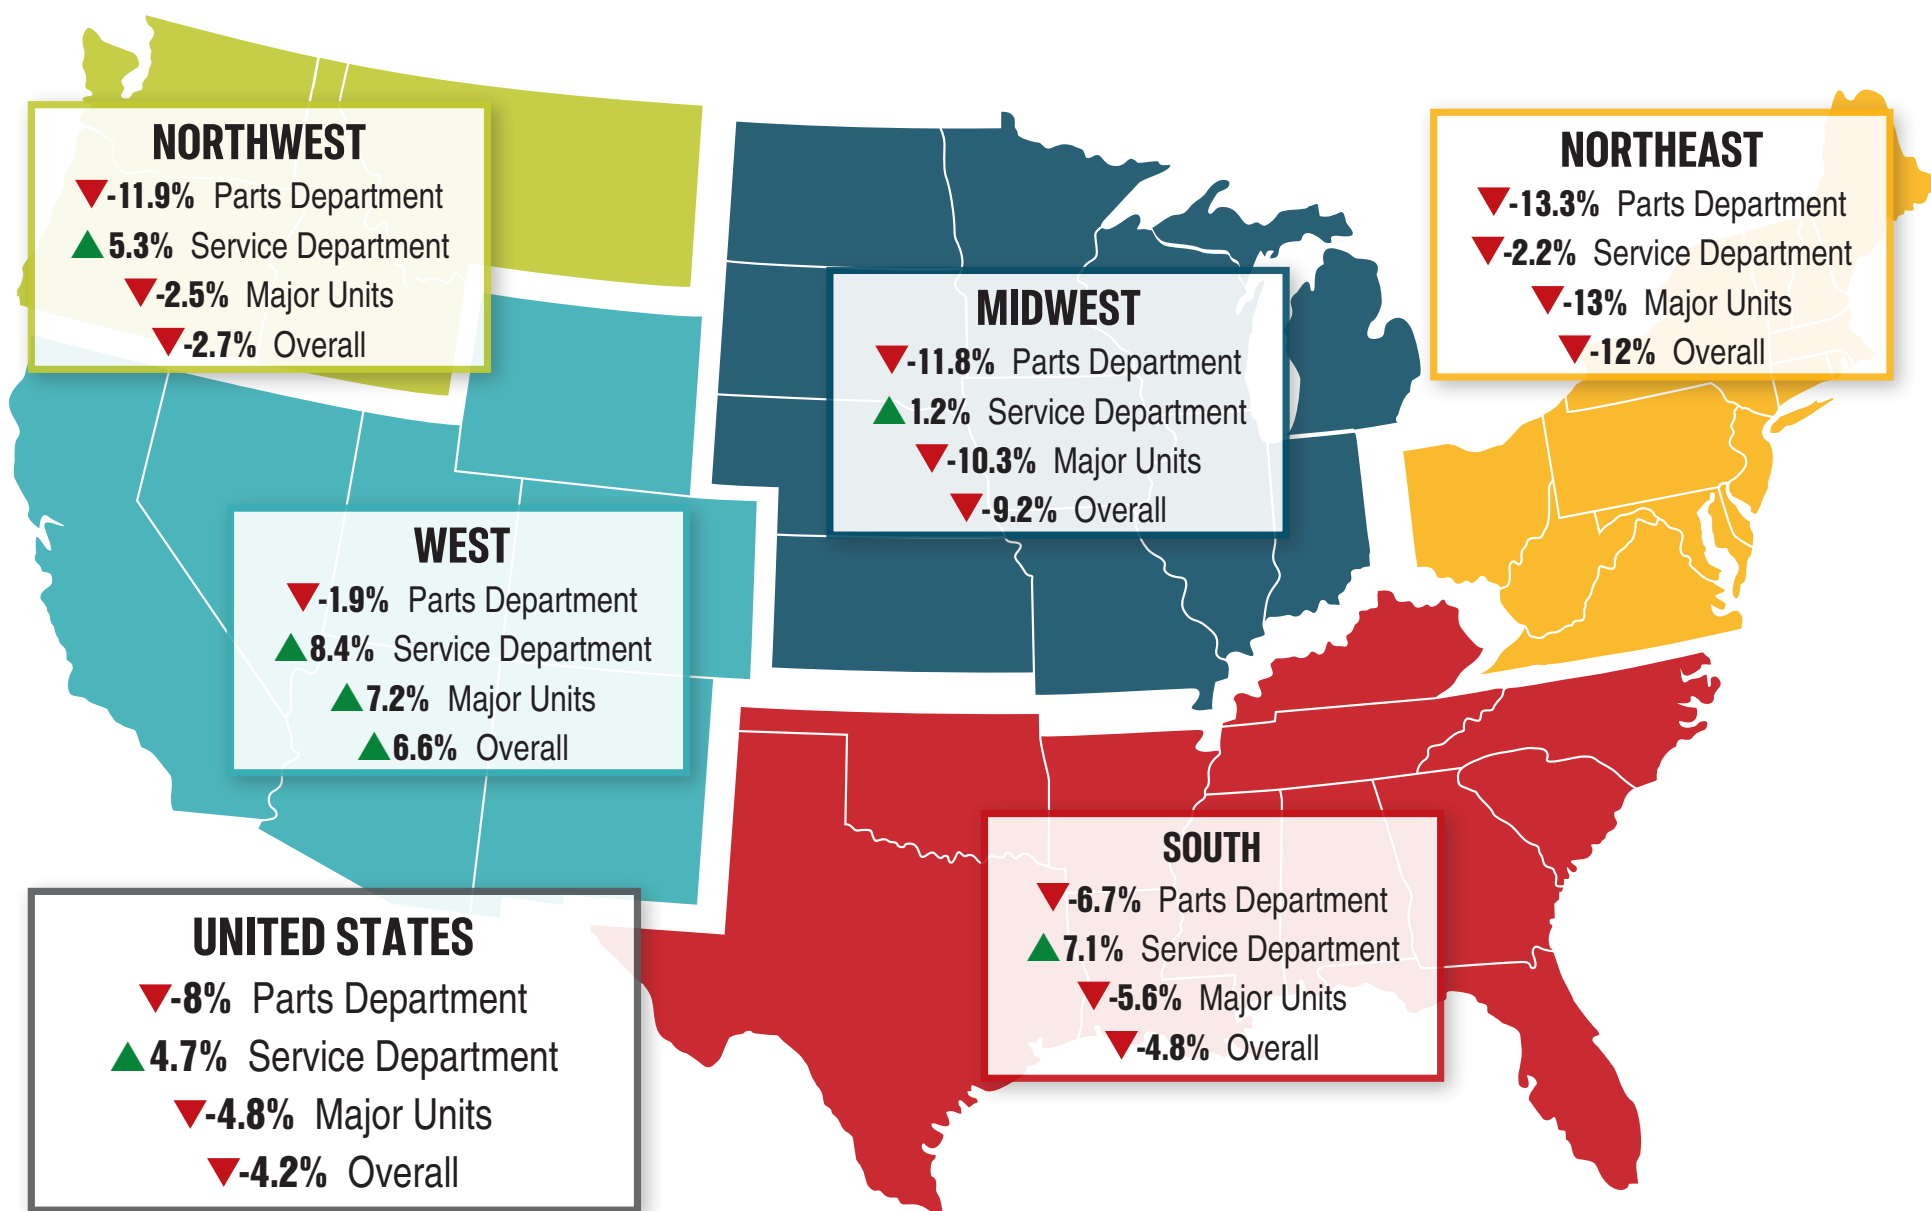 NORTHWEST
-11.9% Parts Department
5.3% Service Department
-2.5% Major Units
-2.7% Overall
NORTHEAST
-13.3% Parts Department
-2.2% Service Department
-13% Major Units
-12% Overall
MIDWEST
-11.8% Parts Department
1.2% Service Department
-10.3% Major Units
-9.2% Overall
WEST
-1.9% Parts Department
8.4% Service Department
7.2% Major Units
6.6% Overall
SOUTH
-6.7% Parts Department
7.1% Service Department
-5.6% Major Units
-4.8% Overall
UNITED STATES
-8% Parts Department
4.7% Service Department
-4.8% Major Units
-4.2% Overall